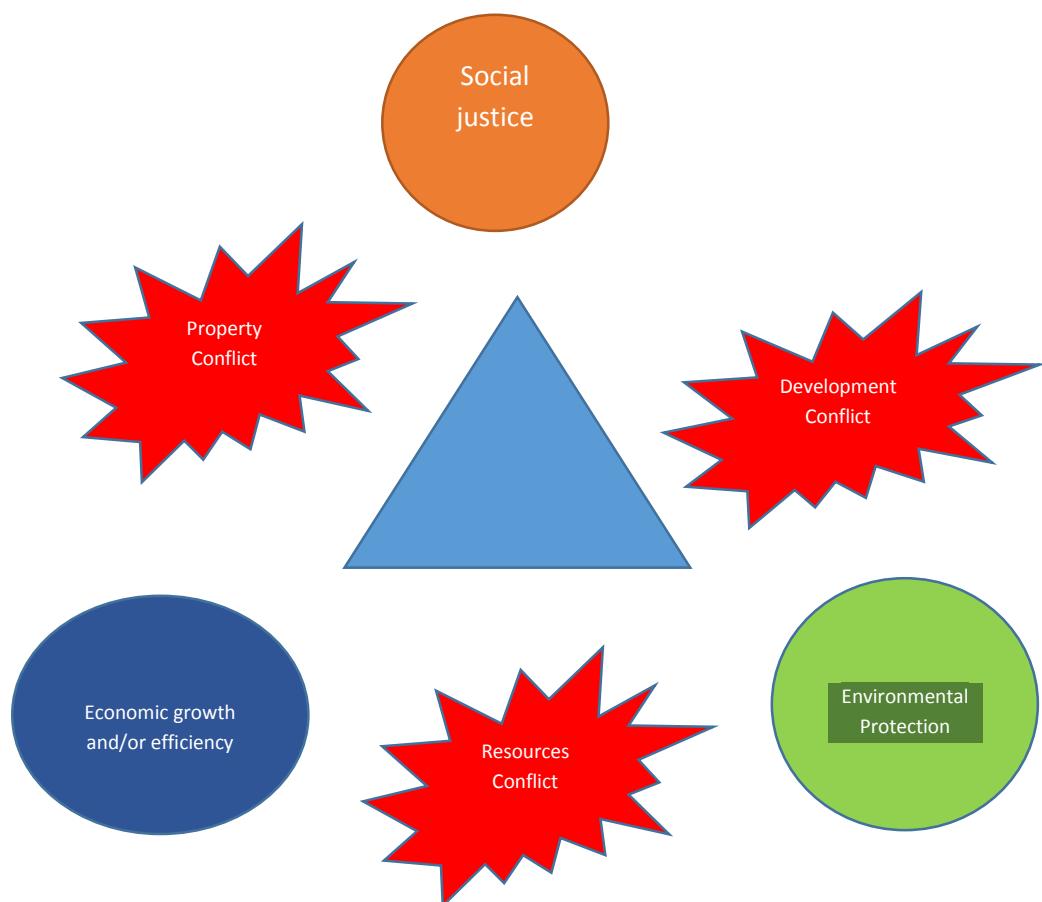 Social
justice
Property
Conflict
Development
Conflict
Economic growth
and/or efficiency
Environmental
Protection
Resources
Conflict